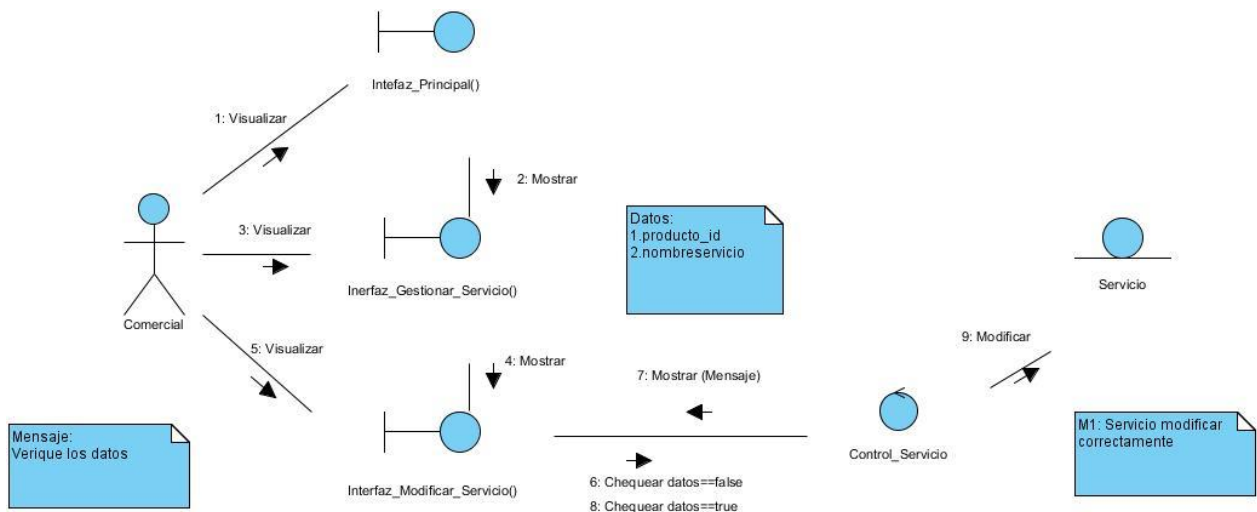 Intefaz_Principal()
1: Visualizar
2: Mostrar
3: Visualizar
Datos:
1.producto_id
2.nombreservicio
Inerfaz_Gestionar_Servicio()
Servicio
Comercial
5: Visualizar
4: Mostrar
9: Modificar
7: Mostrar (Mensaje)
Mensaje:
Verique los datos
M1: Servicio modificar
correctamente
Control_Servicio
Interfaz_Modificar_Servicio()
6: Chequear datos==false
8: Chequear datos==true